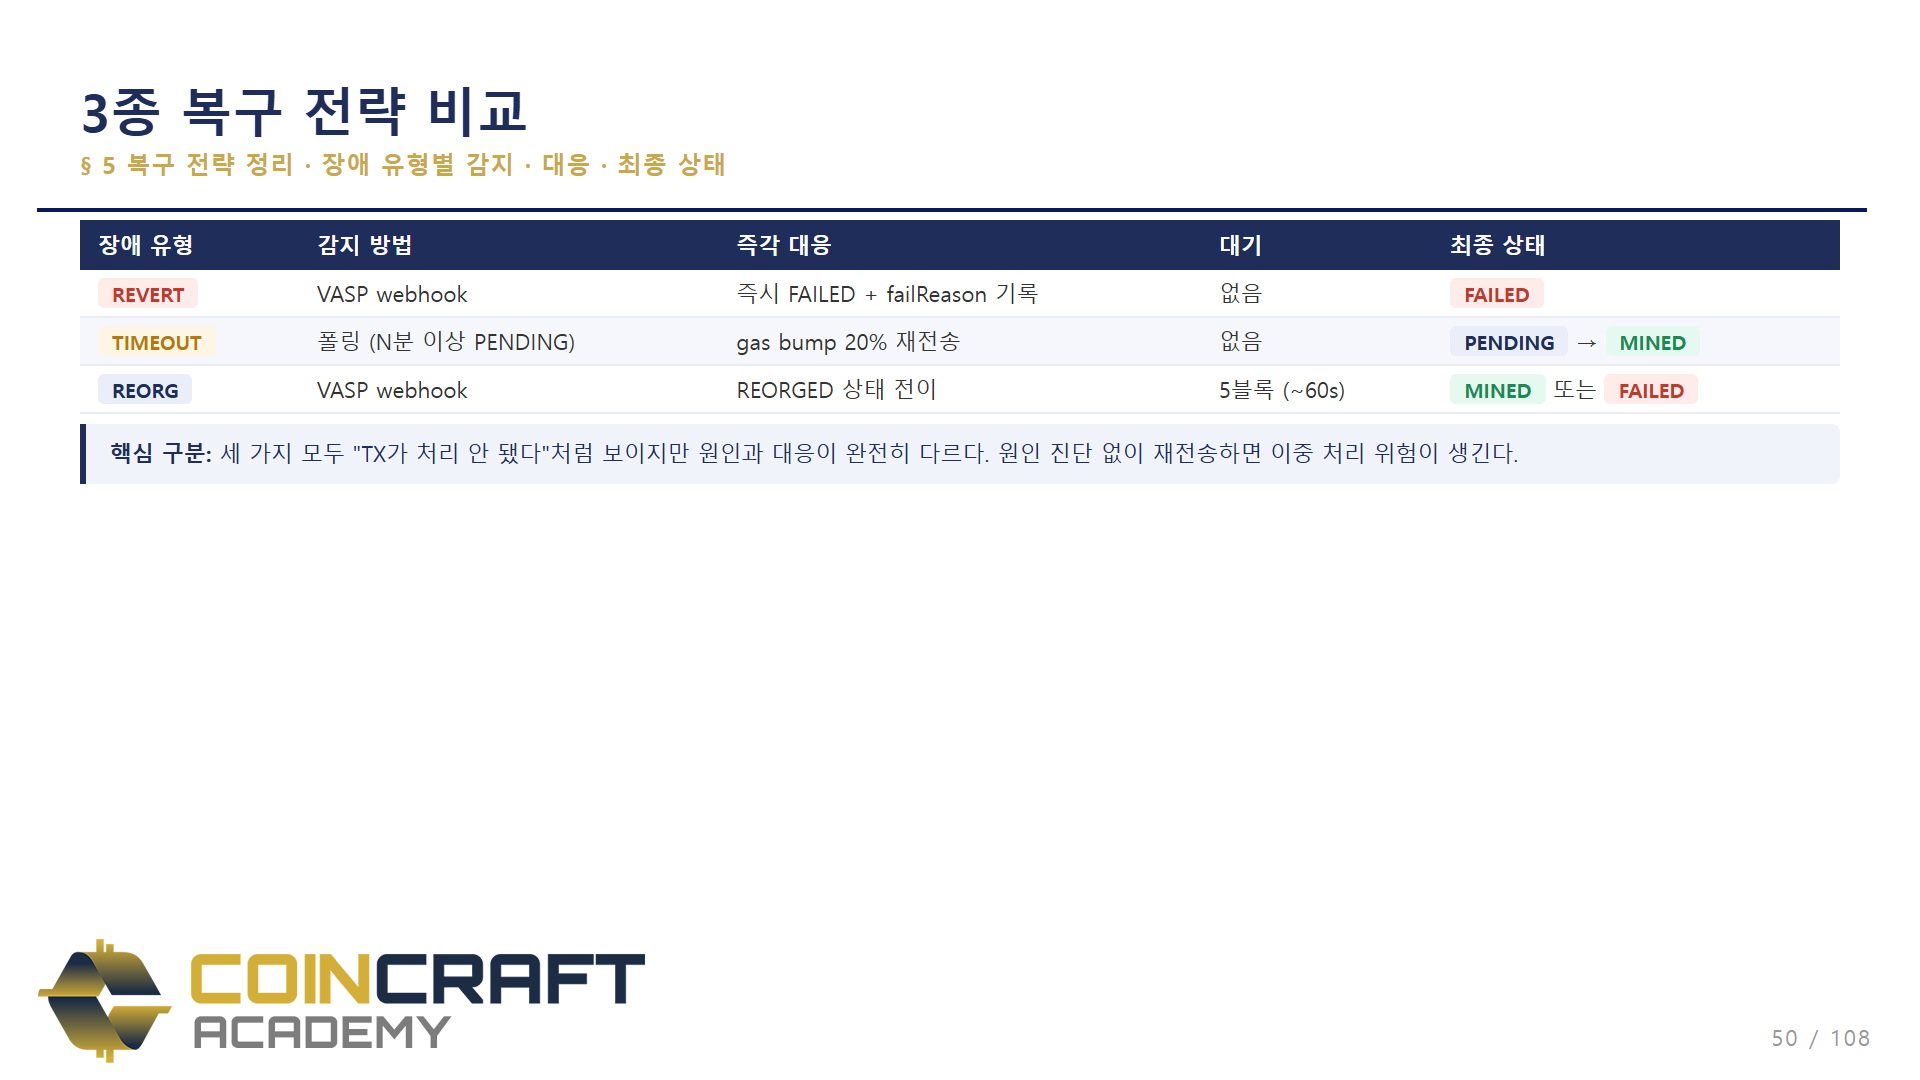 3종 복구 전략 비교
§ 5 복구 전략 정리 · 장애 유형별 감지 · 대응 · 최종 상태
장애 유형 감지 방법 즉각 대응 대기 최종 상태
REVERT VASP webhook 즉시 FAILED + failReason 기록 없음 FAILED
TIMEOUT 폴링 (N분 이상 PENDING) gas bump 20% 재전송 없음 PENDING → MINED
REORG VASP webhook REORGED 상태 전이 5블록 (~60s) MINED 또는 FAILED
핵심 구분: 세 가지 모두 "TX가 처리 안 됐다"처럼 보이지만 원인과 대응이 완전히 다르다. 원인 진단 없이 재전송하면 이중 처리 위험이 생긴다.
COINCRAFT
ACADEMY
50 / 108